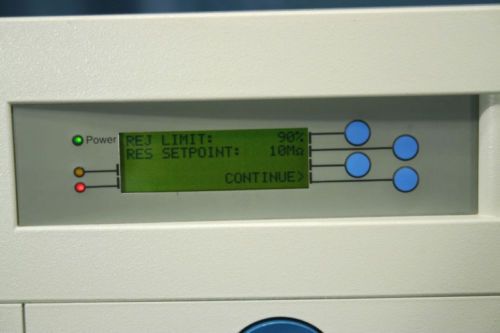 Power
REJ LIMIT: 90%
RES SETPOINT: 10MΩ
CONTINUE>